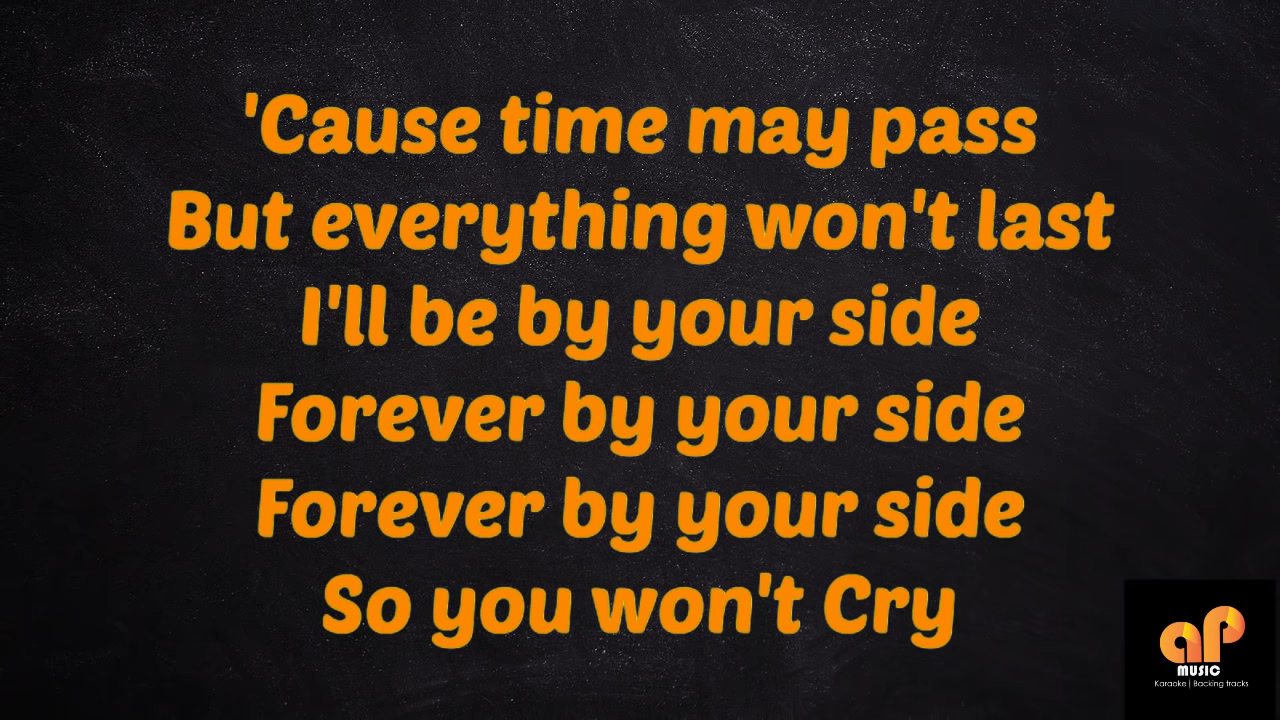 'Cause time may pass
But everything won't last
I'll be by your side
Forever by your side
Forever by your side
So you won't Cry
aP
MUSIC
Karaoke | Backing tracks